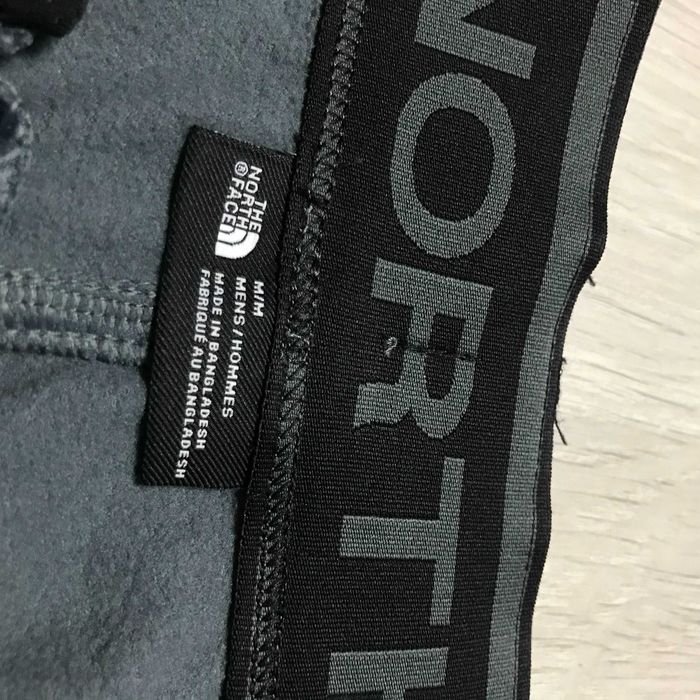 THE
NORTH
FACE
®
M/M
MENS/HOMMES
MADE IN BANGLADESH
FABRIQUÉ AU BANGLADESH
NORTH